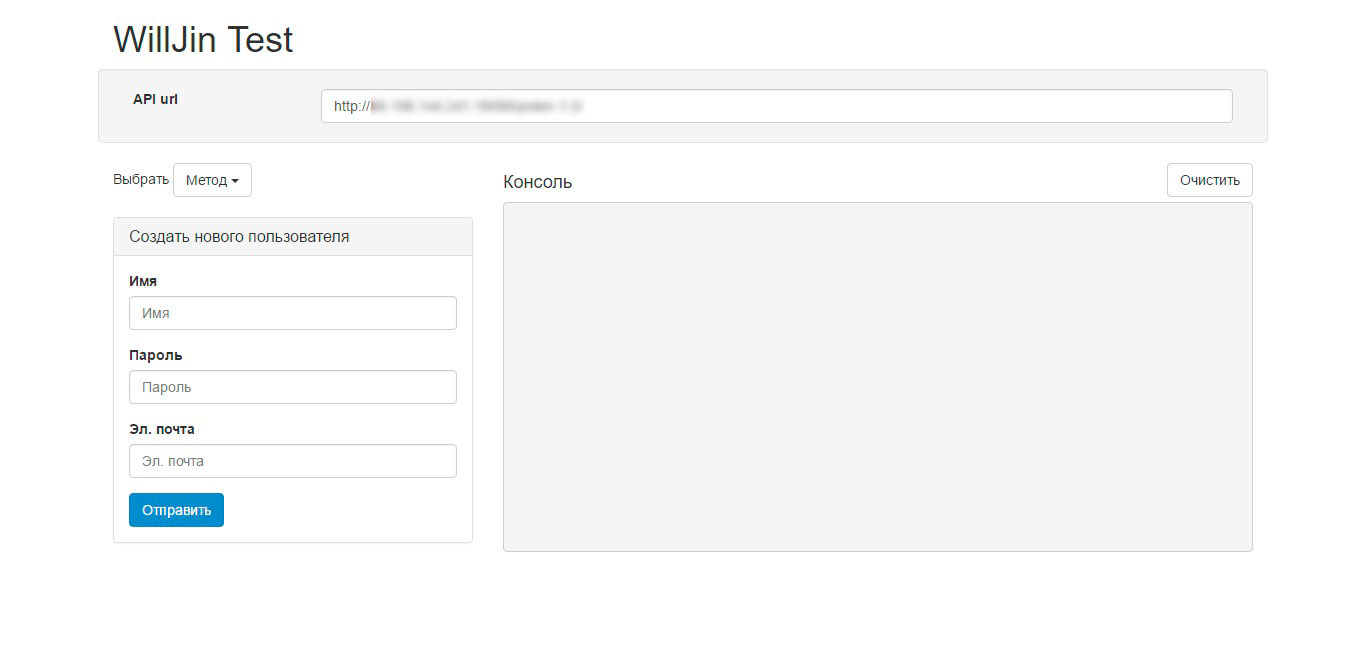 WillJin Test
API url
http://
Выбрать Метод
Консоль
Очистить
Создать нового пользователя
Имя
Имя
Пароль
Пароль
Эл. почта
Эл. почта
Отправить